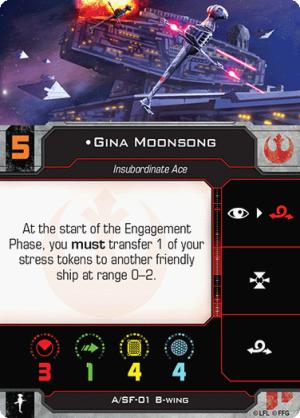 5
•Gina Moonsong
Insubordinate Ace
At the start of the Engagement
Phase, you must transfer 1 of your
stress tokens to another friendly
ship at range 0–2.
3 1 4 4
A/SF-01 B-wing
©LFL ©FFG